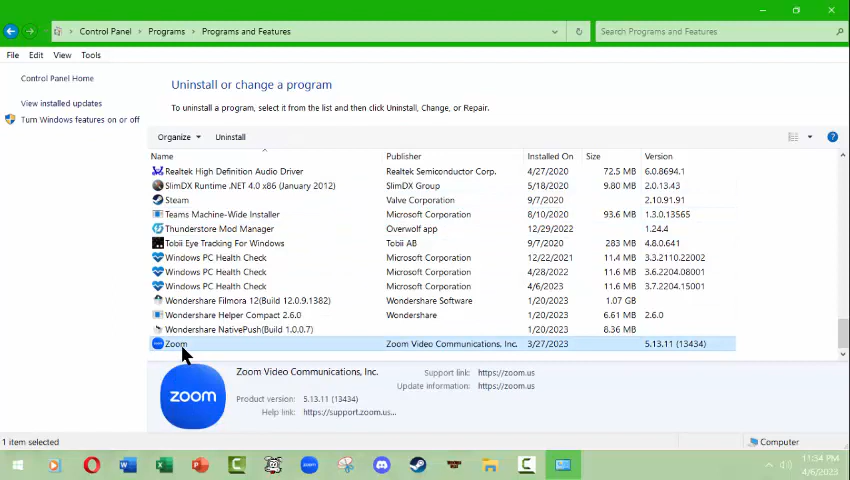 Control Panel > Programs > Programs and Features
Search Programs and Features
File Edit View Tools
Control Panel Home
View installed updates
Turn Windows features on or off
Uninstall or change a program
To uninstall a program, select it from the list and then click Uninstall, Change, or Repair.
Organize Uninstall
Name Publisher Installed On Size Version
Realtek High Definition Audio Driver Realtek Semiconductor Corp. 4/27/2020 72.5 MB 6.0.8694.1
SlimDX Runtime .NET 4.0 x86 (January 2012) SlimDX Group 5/18/2020 9.80 MB 2.0.13.43
Steam Valve Corporation 9/7/2020 2.10.91.91
Teams Machine-Wide Installer Microsoft Corporation 8/10/2020 93.6 MB 1.3.0.13565
Thunderstore Mod Manager Overwolf app 12/29/2022 1.24.4
Tobii Eye Tracking For Windows Tobii AB 9/7/2020 283 MB 4.8.0.641
Windows PC Health Check Microsoft Corporation 12/22/2021 11.4 MB 3.3.2110.22002
Windows PC Health Check Microsoft Corporation 4/28/2022 11.6 MB 3.6.2204.08001
Windows PC Health Check Microsoft Corporation 4/6/2023 11.6 MB 3.7.2204.15001
Wondershare Filmora 12(Build 12.0.9.1382) Wondershare Software 1/20/2023 1.07 GB
Wondershare Helper Compact 2.6.0 Wondershare 1/20/2023 6.61 MB 2.6.0
Wondershare NativePush(Build 1.0.0.7) 1/20/2023 8.36 MB
Zoom Zoom Video Communications, Inc. 3/27/2023 5.13.11 (13434)
zoom
Zoom Video Communications, Inc. Support link: https://zoom.us
Update information: https://zoom.us
Product version: 5.13.11 (13434)
Help link: https://support.zoom.us...
1 item selected Computer
11:34 PM
4/6/2023